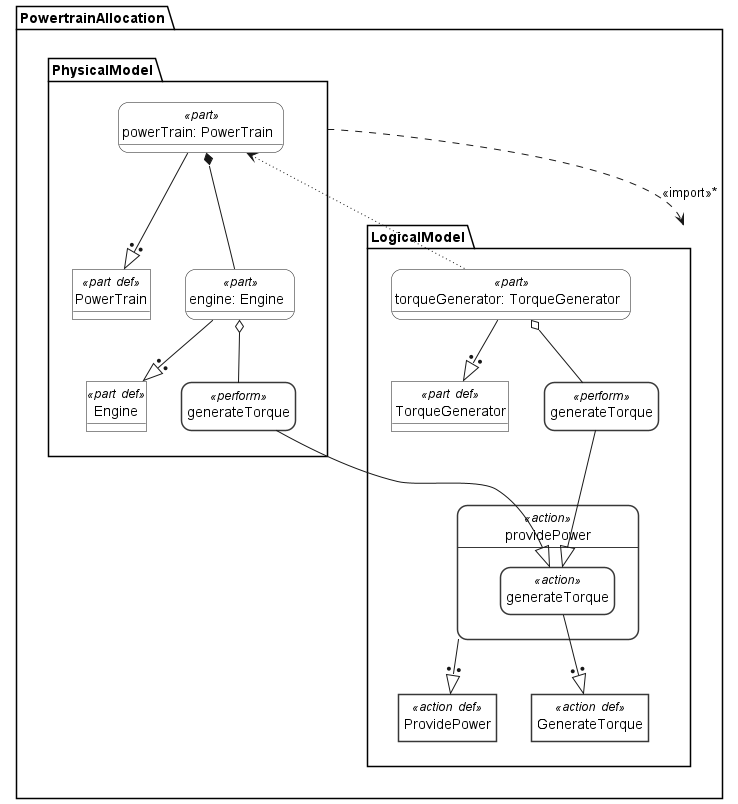 PowertrainAllocation
PhysicalModel
«part»
powerTrain: PowerTrain
«import»*
LogicalModel
«part def»
PowerTrain
«part»
engine: Engine
«part»
torqueGenerator: TorqueGenerator
«part def»
Engine
«perform»
generateTorque
«part def»
TorqueGenerator
«perform»
generateTorque
«action»
providePower
«action»
generateTorque
«action def»
ProvidePower
«action def»
GenerateTorque